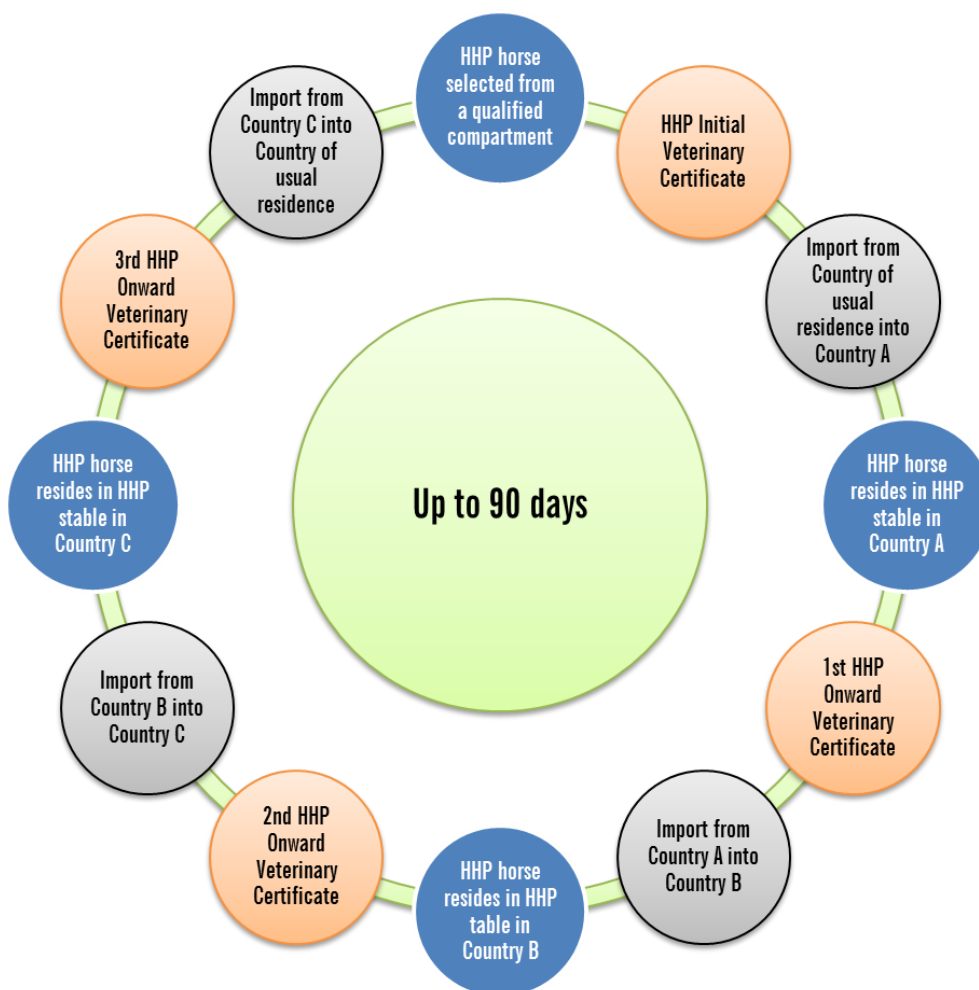 HHP horse
selected from
a qualified
compartment
HHP Initial
Veterinary
Certificate
Import from
Country of
usual
residence into
Country A
HHP horse
resides in HHP
stable in
Country A
1st HHP
Onward
Veterinary
Certificate
Import from
Country A into
Country B
HHP horse
resides in HHP
table in
Country B
2nd HHP
Onward
Veterinary
Certificate
Import from
Country B into
Country C
HHP horse
resides in HHP
stable in
Country C
3rd HHP
Onward
Veterinary
Certificate
Import from
Country C into
Country of
usual
residence
Up to 90 days